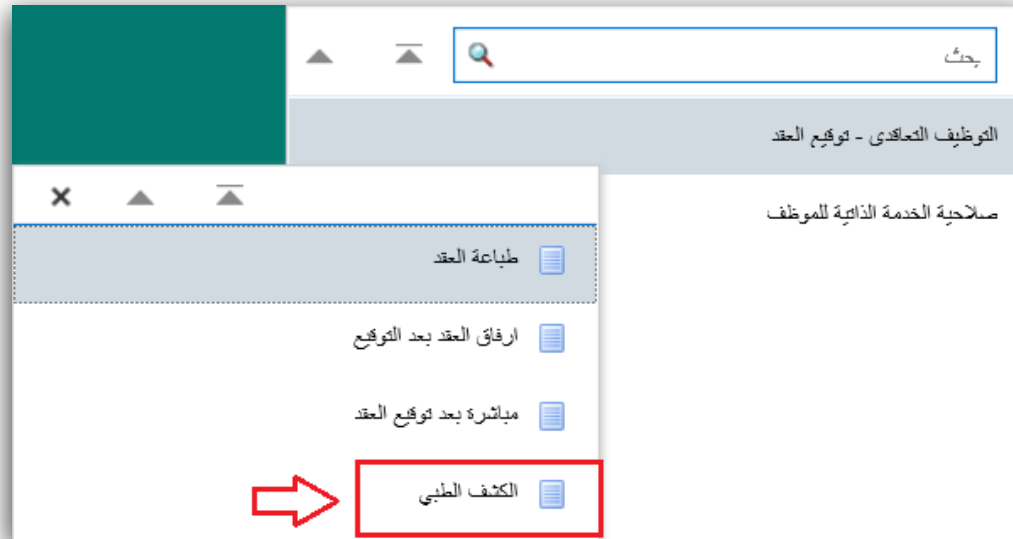 بحث
التوظيف التعاقدى - توقيع العقد
صلاحية الخدمة الذاتية للموظف
طباعة العقد
ارفاق العقد بعد التوقيع
مباشرة بعد توقيع العقد
الكشف الطبي